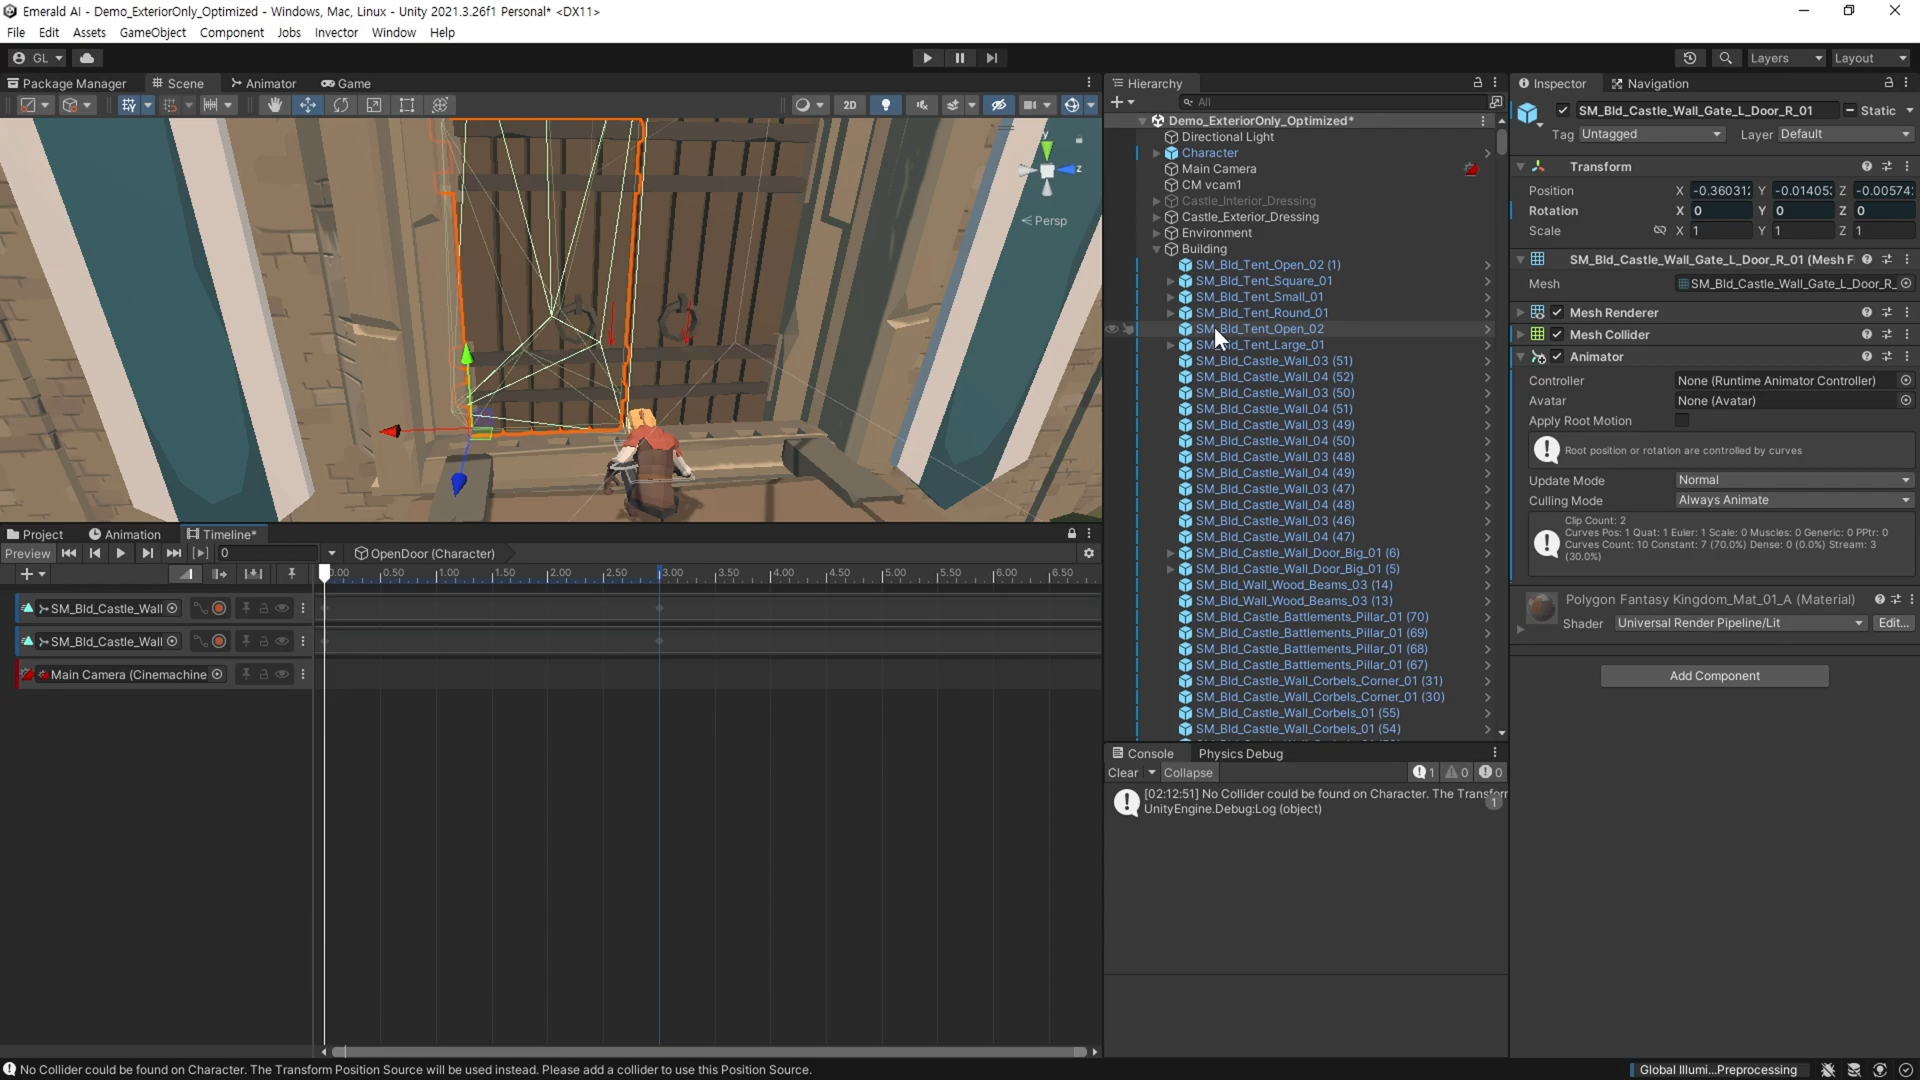 Emerald AI - Demo_ExteriorOnly_Optimized - Windows, Mac, Linux - Unity 2021.3.26f1 Personal* <DX11>
File Edit Assets GameObject Component Jobs Invector Window Help
GL Layers Layout
Package Manager Scene Animator Game
2D
Persp
y
z
Hierarchy
All
Demo_ExteriorOnly_Optimized*
Directional Light
Character
Main Camera
CM vcam1
Castle_Interior_Dressing
Castle_Exterior_Dressing
Environment
Building
SM_Bld_Tent_Open_02 (1)
SM_Bld_Tent_Square_01
SM_Bld_Tent_Small_01
SM_Bld_Tent_Round_01
SM_Bld_Tent_Open_02
SM_Bld_Tent_Large_01
SM_Bld_Castle_Wall_03 (51)
SM_Bld_Castle_Wall_04 (52)
SM_Bld_Castle_Wall_03 (50)
SM_Bld_Castle_Wall_04 (51)
SM_Bld_Castle_Wall_03 (49)
SM_Bld_Castle_Wall_04 (50)
SM_Bld_Castle_Wall_03 (48)
SM_Bld_Castle_Wall_04 (49)
SM_Bld_Castle_Wall_03 (47)
SM_Bld_Castle_Wall_04 (48)
SM_Bld_Castle_Wall_03 (46)
SM_Bld_Castle_Wall_04 (47)
SM_Bld_Castle_Wall_Door_Big_01 (6)
SM_Bld_Castle_Wall_Door_Big_01 (5)
SM_Bld_Wall_Wood_Beams_03 (14)
SM_Bld_Wall_Wood_Beams_03 (13)
SM_Bld_Castle_Battlements_Pillar_01 (70)
SM_Bld_Castle_Battlements_Pillar_01 (69)
SM_Bld_Castle_Battlements_Pillar_01 (68)
SM_Bld_Castle_Battlements_Pillar_01 (67)
SM_Bld_Castle_Wall_Corbels_Corner_01 (31)
SM_Bld_Castle_Wall_Corbels_Corner_01 (30)
SM_Bld_Castle_Wall_Corbels_01 (55)
SM_Bld_Castle_Wall_Corbels_01 (54)
Inspector Navigation
SM_Bld_Castle_Wall_Gate_L_Door_R_01 Static
Tag Untagged Layer Default
Transform
Position X -0.36031 Y -0.01405 Z -0.00574
Rotation X 0 Y 0 Z 0
Scale X 1 Y 1 Z 1
SM_Bld_Castle_Wall_Gate_L_Door_R_01 (Mesh F
Mesh SM_Bld_Castle_Wall_Gate_L_Door_R_
Mesh Renderer
Mesh Collider
Animator
Controller None (Runtime Animator Controller)
Avatar None (Avatar)
Apply Root Motion
Root position or rotation are controlled by curves
Update Mode Normal
Culling Mode Always Animate
Clip Count: 2
Curves Pos: 1 Quat: 1 Euler: 1 Scale: 0 Muscles: 0 Generic: 0 PPtr: 0
Curves Count: 10 Constant: 7 (70.0%) Dense: 0 (0.0%) Stream: 3
(30.0%)
Polygon Fantasy Kingdom_Mat_01_A (Material)
Shader Universal Render Pipeline/Lit Edit...
Add Component
Project Animation Timeline*
Preview 0 OpenDoor (Character)
0.00 0.50 1.00 1.50 2.00 2.50 3.00 3.50 4.00 4.50 5.00 5.50 6.00 6.50
SM_Bld_Castle_Wall
SM_Bld_Castle_Wall
Main Camera (Cinemachine
Console Physics Debug
Clear Collapse 1 0 0
[02:12:51] No Collider could be found on Character. The Transfor
UnityEngine.Debug:Log (object)
1
No Collider could be found on Character. The Transform Position Source will be used instead. Please add a collider to use this Position Source.
Global Illumi...Preprocessing